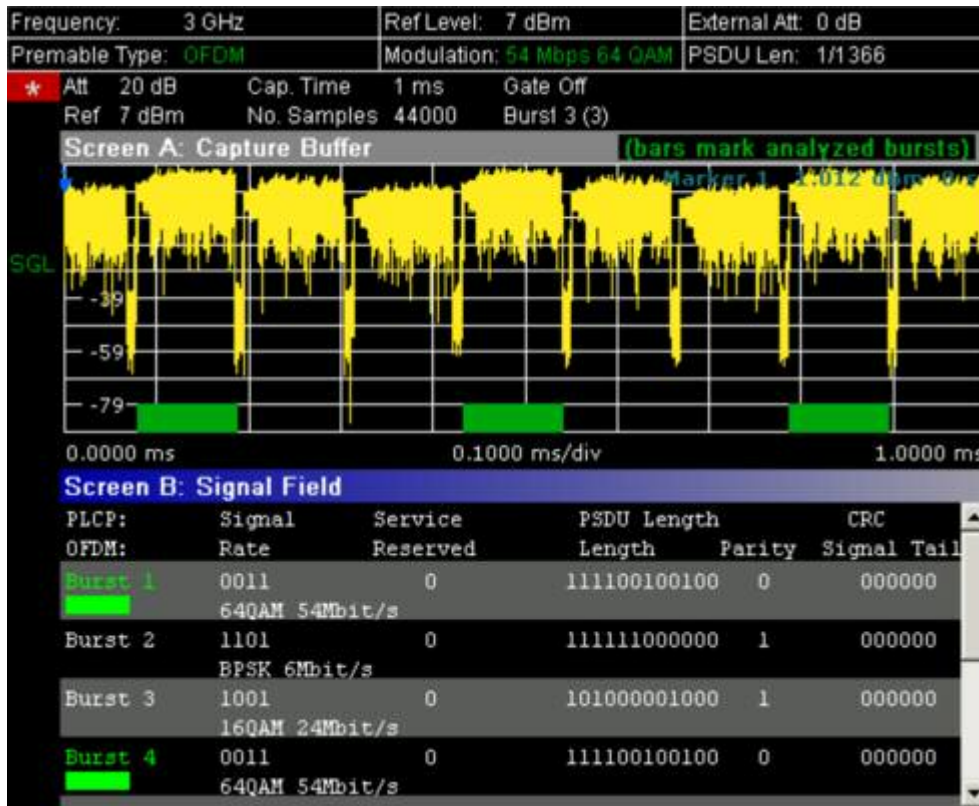 Frequency: 3 GHz Ref Level: 7 dBm External Att: 0 dB
Premable Type: OFDM Modulation: 54 Mbps 64 QAM PSDU Len: 1/1366
* Att 20 dB Cap. Time 1 ms Gate Off
Ref 7 dBm No. Samples 44000 Burst 3 (3)
Screen A: Capture Buffer (bars mark analyzed bursts)
Marker 1 1.012 dBm 0 s
SGL
-39
-59
-79
0.0000 ms 0.1000 ms/div 1.0000 ms
Screen B: Signal Field
PLCP: Signal Service PSDU Length CRC
OFDM: Rate Reserved Length Parity Signal Tail
Burst 1 0011 0 111100100100 0 000000
64QAM 54Mbit/s
Burst 2 1101 0 111111000000 1 000000
BPSK 6Mbit/s
Burst 3 1001 0 101000001000 1 000000
16QAM 24Mbit/s
Burst 4 0011 0 111100100100 0 000000
64QAM 54Mbit/s